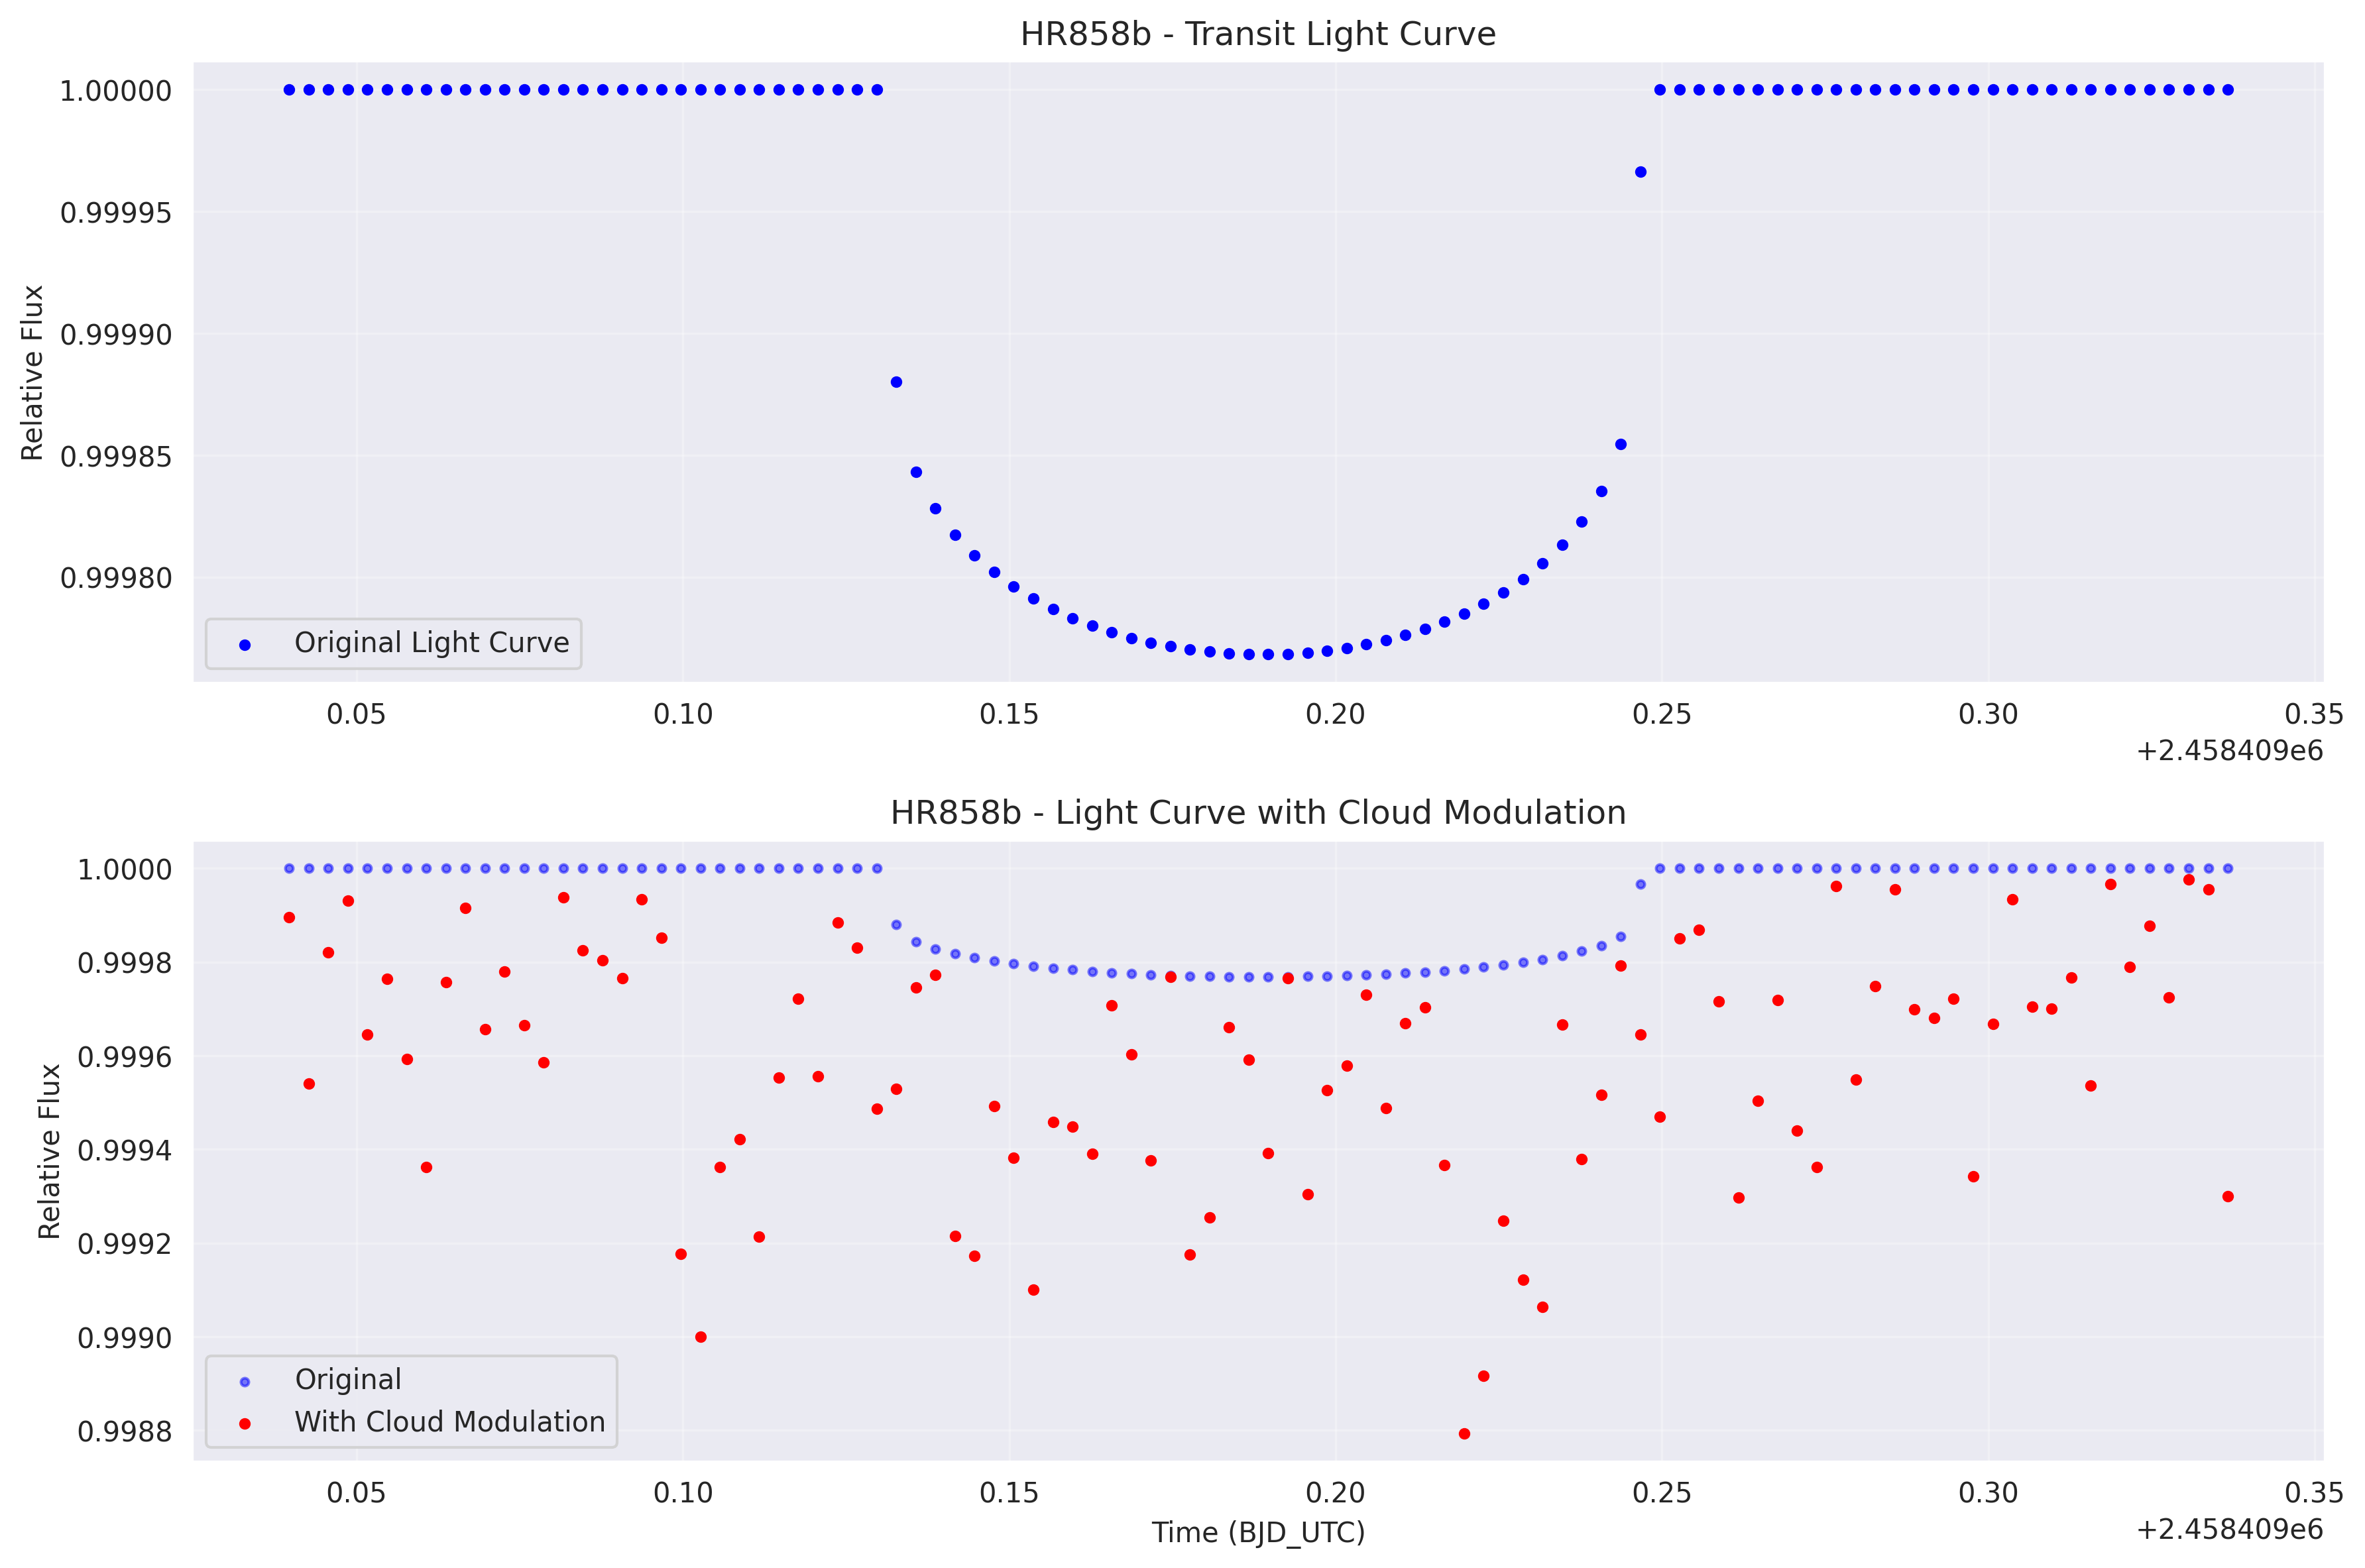 HR858b - Transit Light Curve
Relative Flux
1.00000
0.99995
0.99990
0.99985
0.99980
Original Light Curve
0.05 0.10 0.15 0.20 0.25 0.30 0.35
+2.458409e6
HR858b - Light Curve with Cloud Modulation
Relative Flux
1.0000
0.9998
0.9996
0.9994
0.9992
0.9990
0.9988
Original
With Cloud Modulation
0.05 0.10 0.15 0.20 0.25 0.30 0.35
Time (BJD_UTC)
+2.458409e6